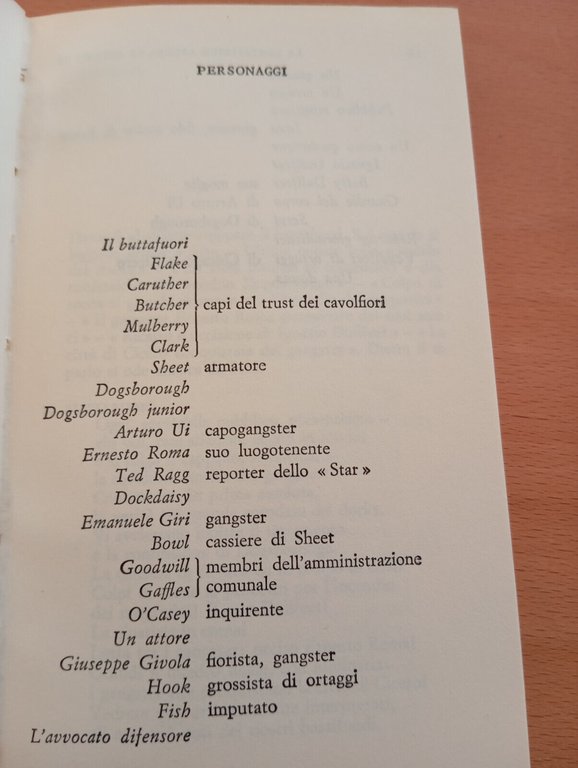 PERSONAGGI
Il buttafuori
Flake
Caruther
Butcher capi del trust dei cavolfiori
Mulberry
Clark
Sheet armatore
Dogsborough
Dogsborough junior
Arturo Ui capogangster
Ernesto Roma suo luogotenente
Ted Ragg reporter dello « Star »
Dockdaisy
Emanuele Giri gangster
Bowl cassiere di Sheet
Goodwill membri dell'amministrazione
Gaffles comunale
O'Casey inquirente
Un attore
Giuseppe Givola fiorista, gangster
Hook grossista di ortaggi
Fish imputato
L'avvocato difensore